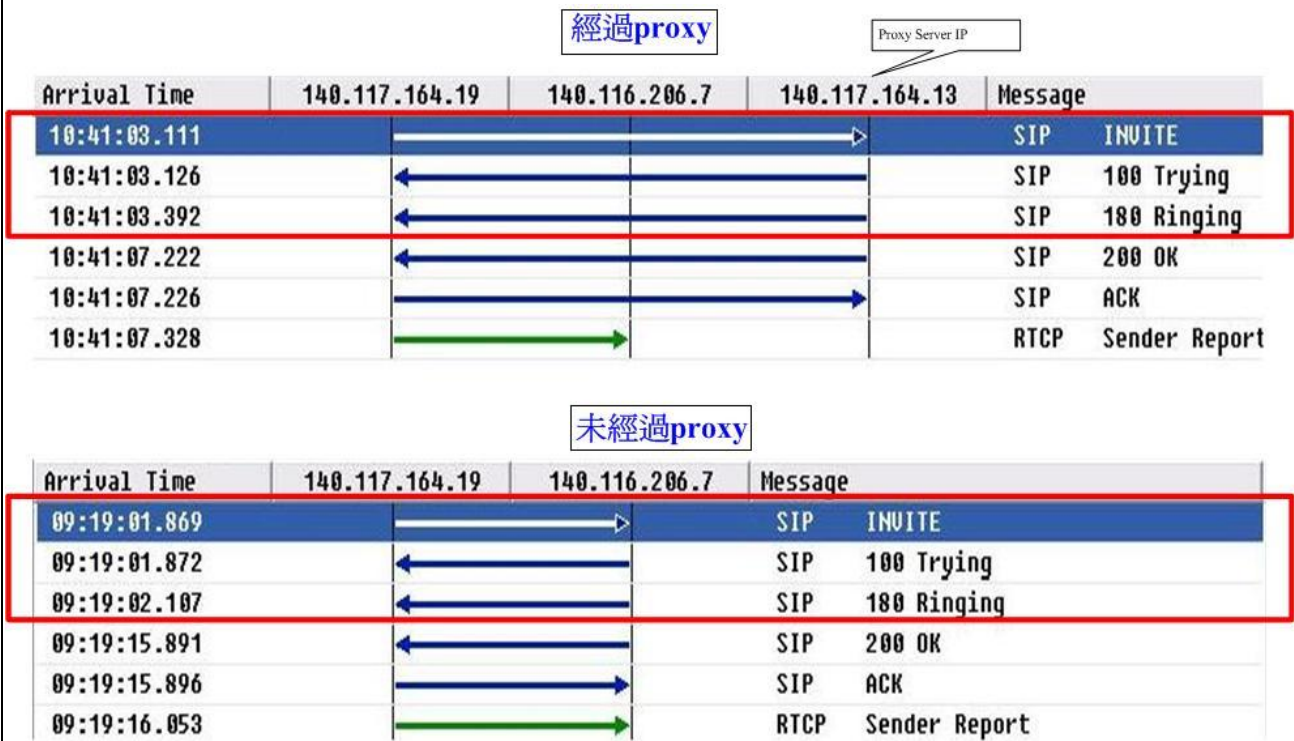 經過proxy
Proxy Server IP
Arrival Time 140.117.164.19 140.116.206.7 140.117.164.13 Message
10:41:03.111 SIP INVITE
10:41:03.126 SIP 100 Trying
10:41:03.392 SIP 180 Ringing
10:41:07.222 SIP 200 OK
10:41:07.226 SIP ACK
10:41:07.328 RTCP Sender Report
未經過proxy
Arrival Time 140.117.164.19 140.116.206.7 Message
09:19:01.869 SIP INVITE
09:19:01.872 SIP 100 Trying
09:19:02.107 SIP 180 Ringing
09:19:15.891 SIP 200 OK
09:19:15.896 SIP ACK
09:19:16.053 RTCP Sender Report